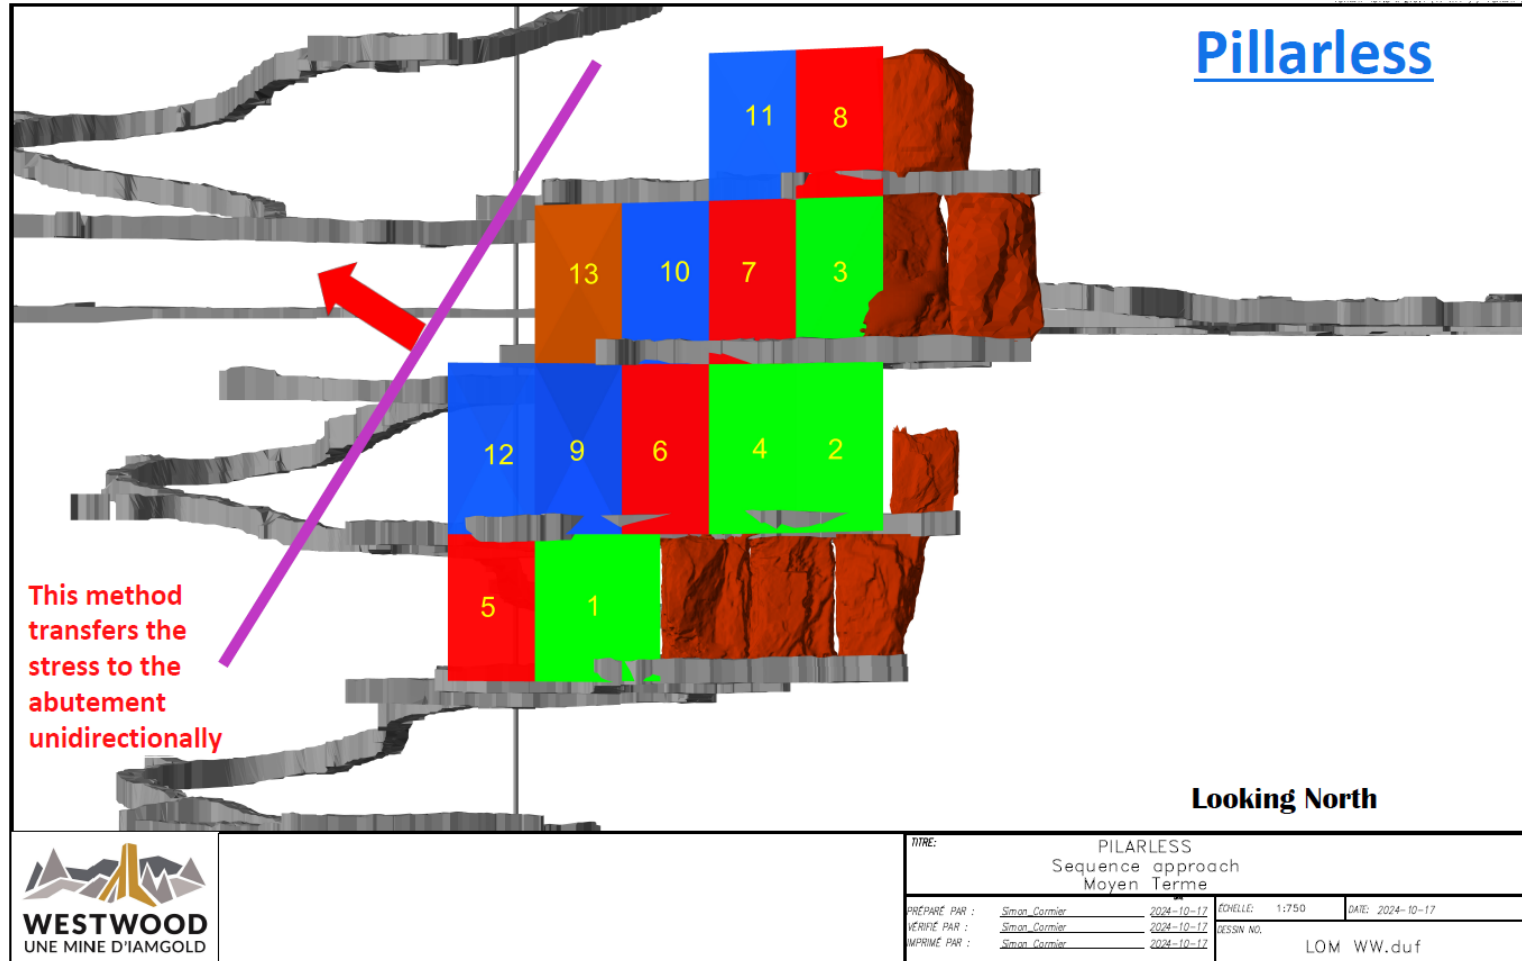 Pillarless
11
8
13
10
7
3
12
9
6
4
2
5
1
This method
transfers the
stress to the
abutement
unidirectionally
Looking North
WESTWOOD
UNE MINE D'IAMGOLD
TITRE:
PILARLESS
Sequence approach
Moyen Terme
PRÉPARÉ PAR : Simon_Cormier 2024-10-17
VÉRIFIÉ PAR : Simon_Cormier 2024-10-17
IMPRIMÉ PAR : Simon_Cormier 2024-10-17
ÉCHELLE: 1:750
DATE: 2024-10-17
DESSIN NO.
LOM WW.duf